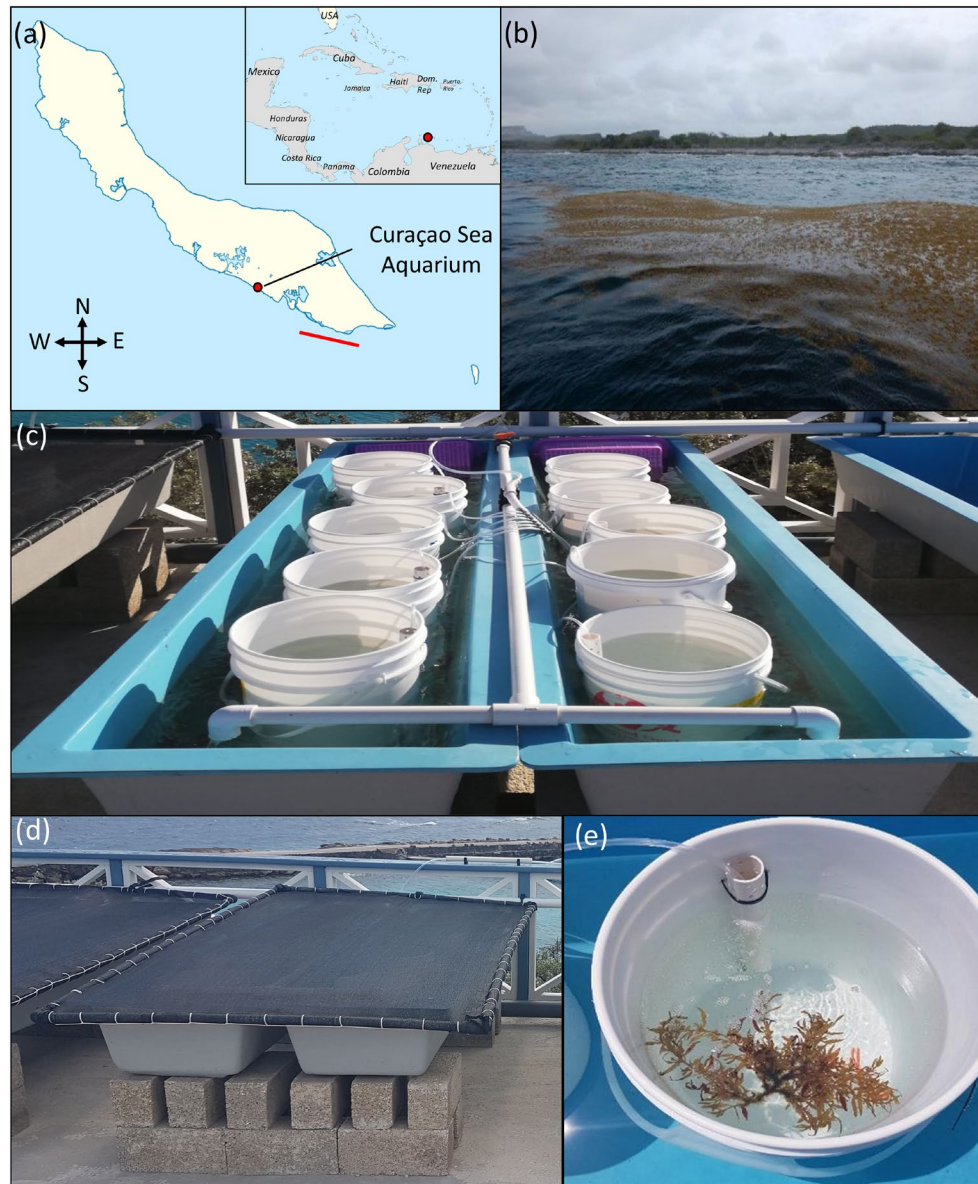 (a)
USA
Cuba
Mexico
Haiti
Dom.
Rep
Puerto.
Rico
Jamaica
Honduras
Nicaragua
Costa Rica
Panama
Colombia
Venezuela
Curaçao Sea
Aquarium
N
W
E
S
(b)
(c)
(d)
(e)